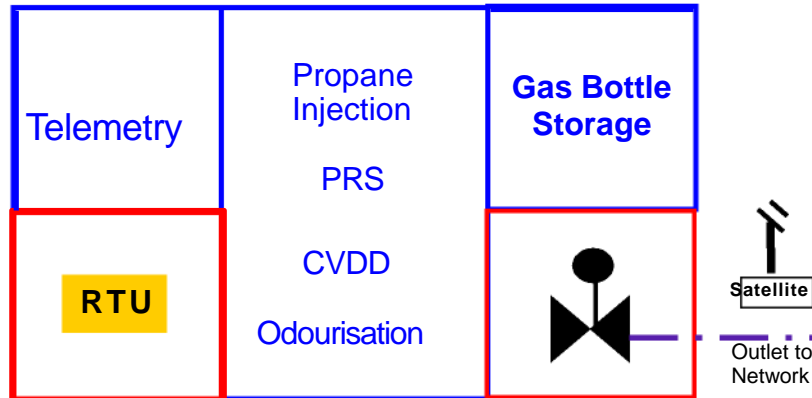 Telemetry
Propane
Injection
PRS
CVDD
Odourisation
Gas Bottle
Storage
RTU
Satellite
Outlet to
Network